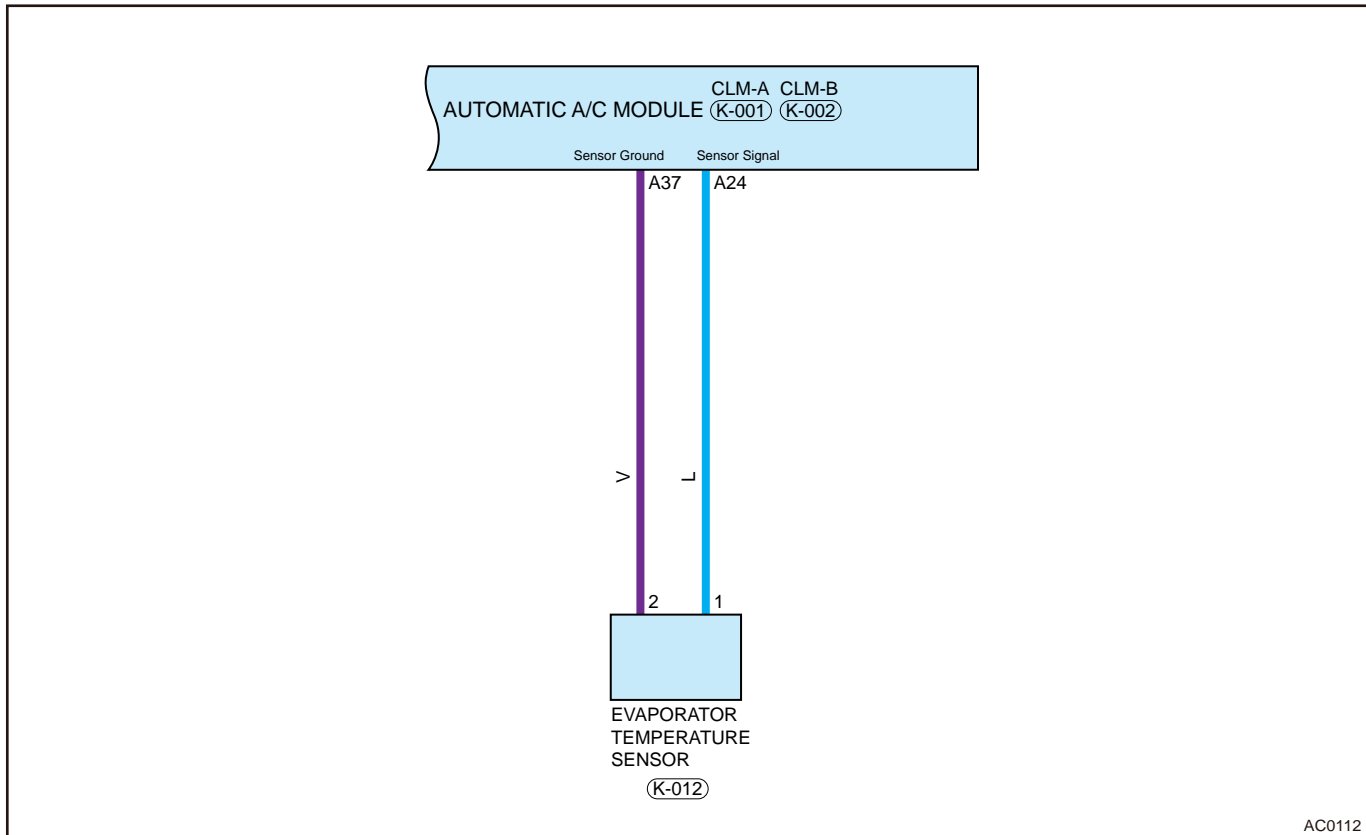 CLM-A CLM-B
AUTOMATIC A/C MODULE K-001 K-002
Sensor Ground Sensor Signal
A37 A24
V L
2 1
EVAPORATOR
TEMPERATURE
SENSOR
K-012
AC0112